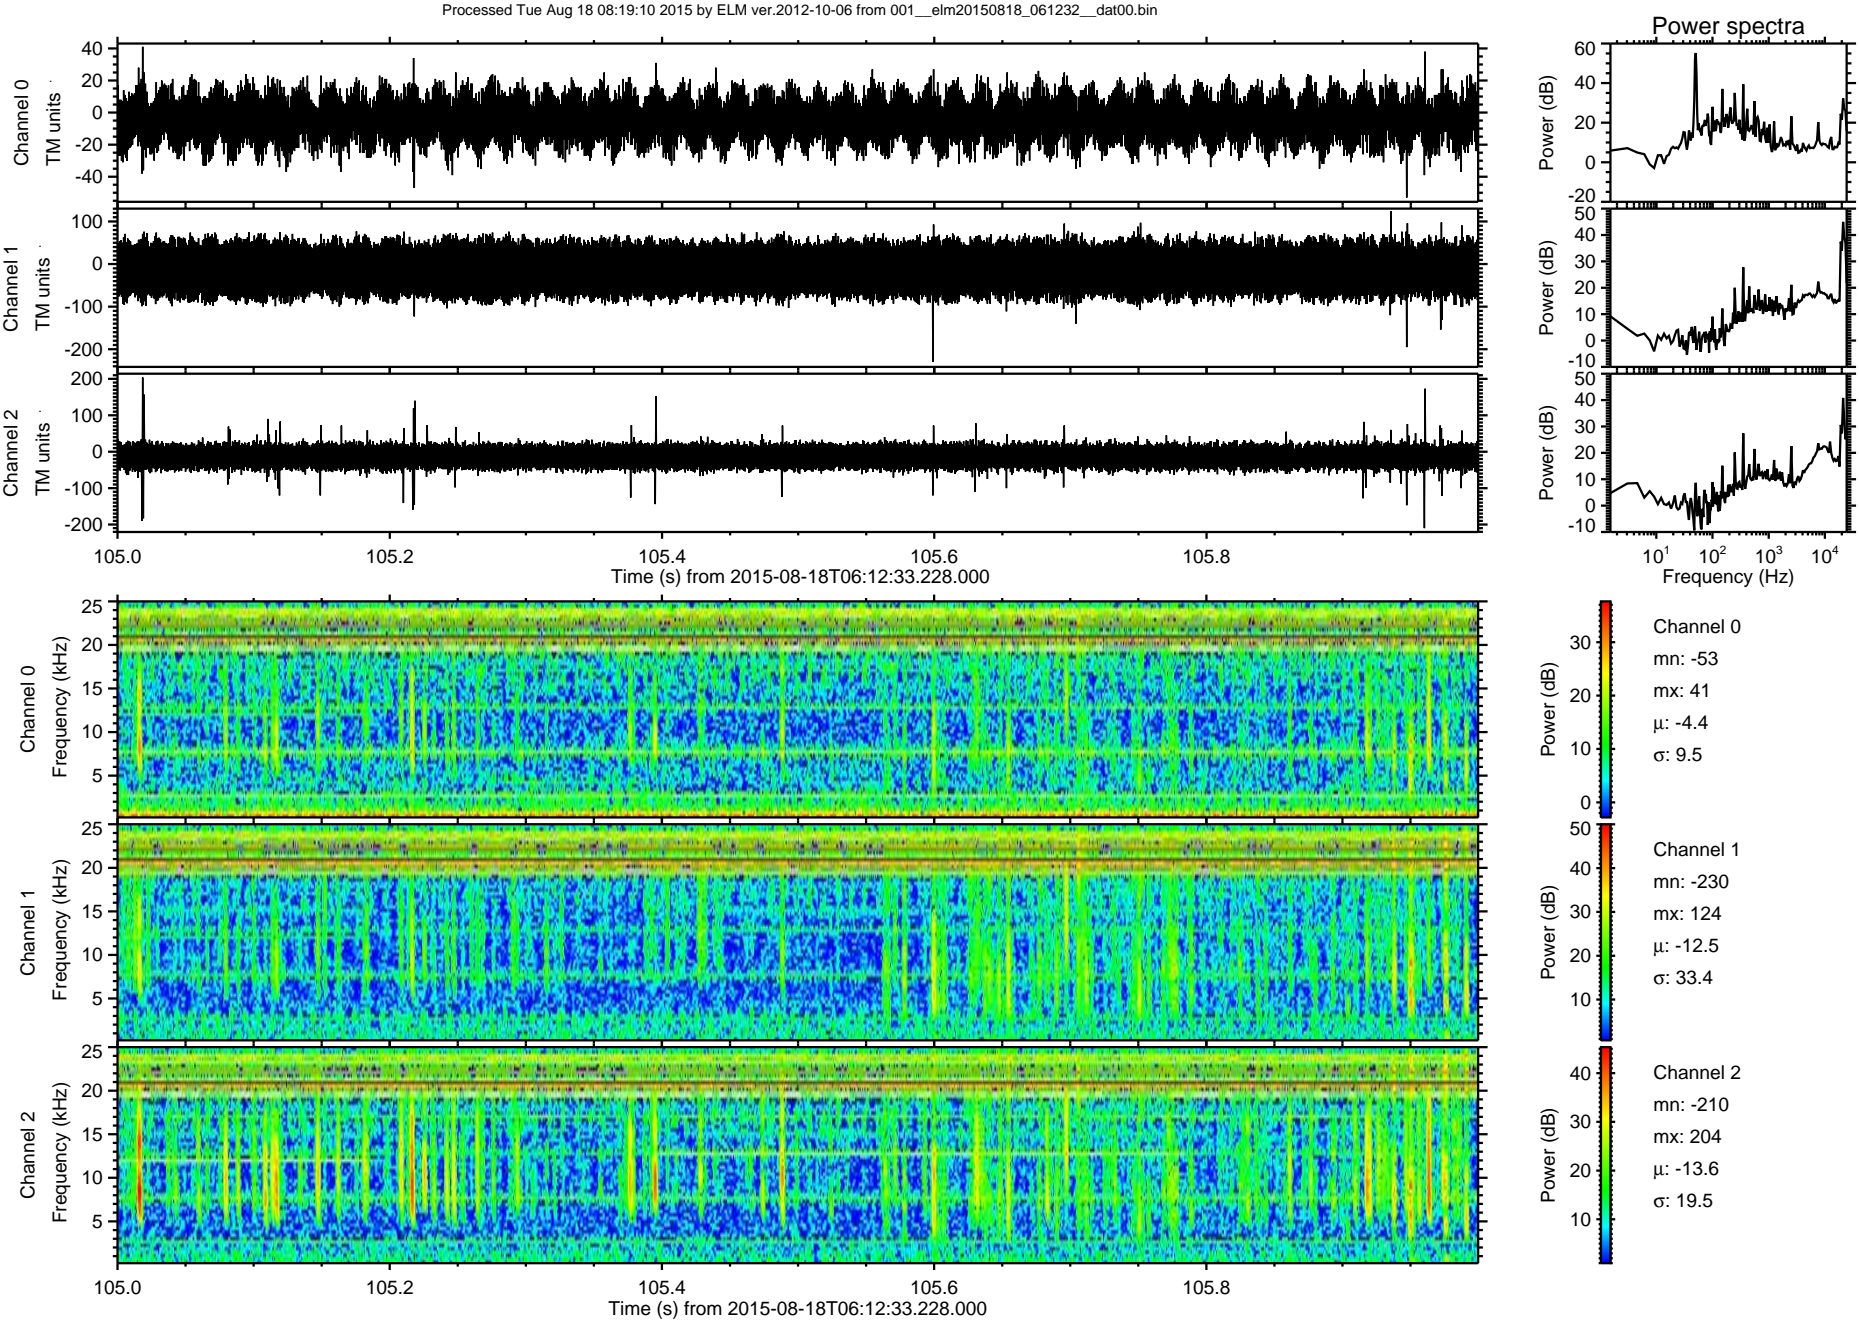 Processed Tue Aug 18 08:19:10 2015 by ELM ver.2012-10-06 from 001__elm20150818_061232__dat00.bin
Power spectra
Channel 0
TM units
40
20
0
-20
-40
Power (dB)
60
40
20
0
-20
Channel 1
TM units
100
0
-100
-200
Power (dB)
50
40
30
20
10
0
-10
Channel 2
TM units
200
100
0
-100
-200
Power (dB)
50
40
30
20
10
0
-10
105.0 105.2 105.4 105.6 105.8
Time (s) from 2015-08-18T06:12:33.228.000
10^1 10^2 10^3 10^4
Frequency (Hz)
Channel 0
Frequency (kHz)
25
20
15
10
5
Power (dB)
30
20
10
0
Channel 0
mn: -53
mx: 41
μ: -4.4
σ: 9.5
Channel 1
Frequency (kHz)
25
20
15
10
5
Power (dB)
50
40
30
20
10
Channel 1
mn: -230
mx: 124
μ: -12.5
σ: 33.4
Channel 2
Frequency (kHz)
25
20
15
10
5
Power (dB)
40
30
20
10
Channel 2
mn: -210
mx: 204
μ: -13.6
σ: 19.5
105.0 105.2 105.4 105.6 105.8
Time (s) from 2015-08-18T06:12:33.228.000